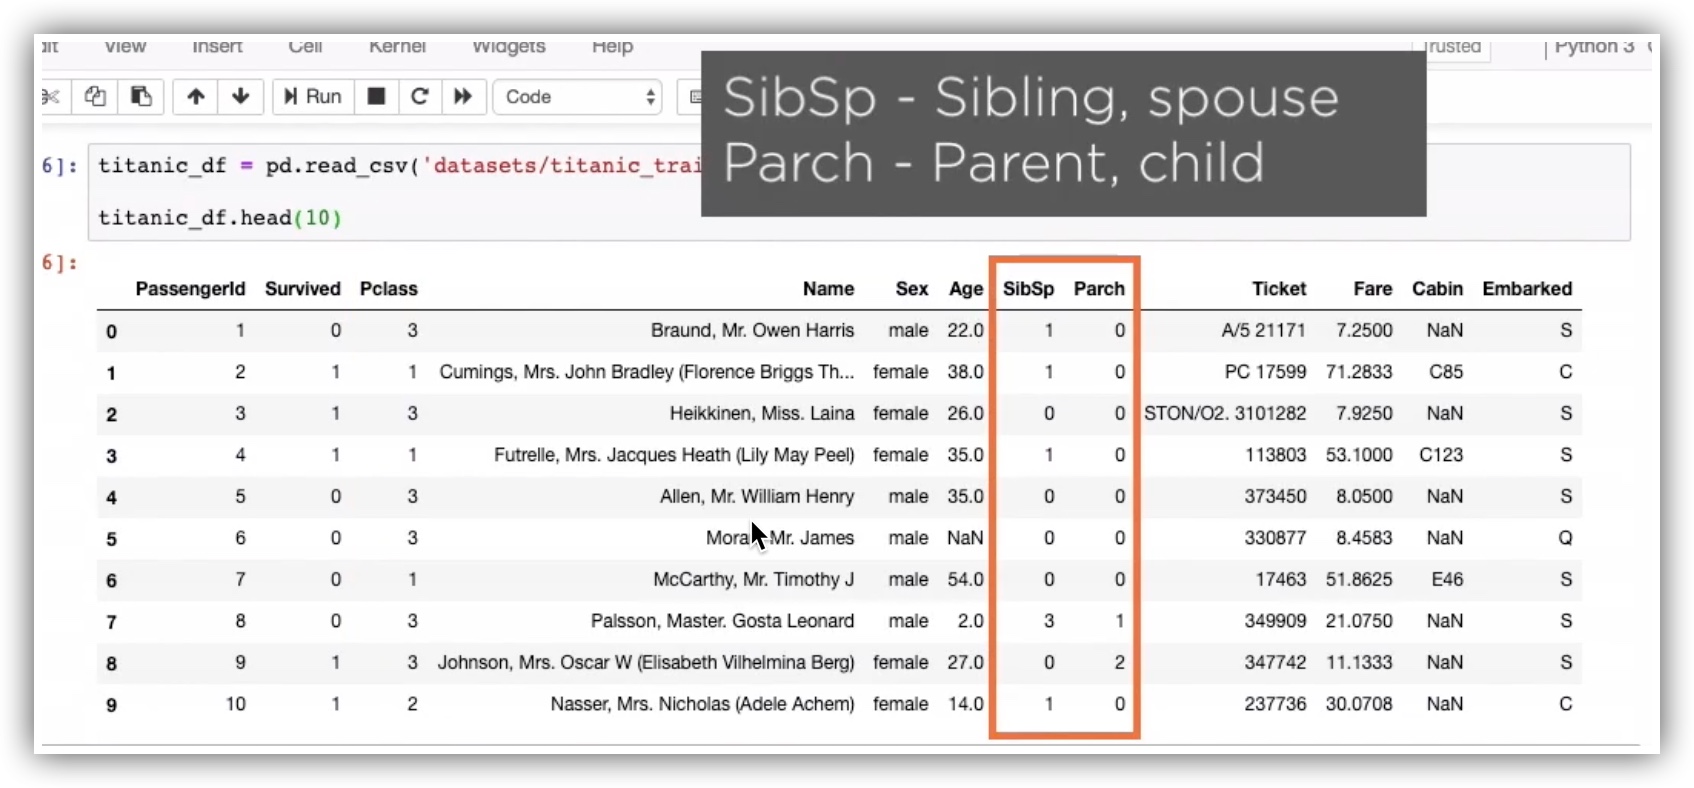 View Insert Cell Kernel Widgets Help Trusted Python 3
Run Code
SibSp - Sibling, spouse
Parch - Parent, child
6]: titanic_df = pd.read_csv('datasets/titanic_trai
titanic_df.head(10)
6]:
PassengerId Survived Pclass Name Sex Age SibSp Parch Ticket Fare Cabin Embarked
0 1 0 3 Braund, Mr. Owen Harris male 22.0 1 0 A/5 21171 7.2500 NaN S
1 2 1 1 Cumings, Mrs. John Bradley (Florence Briggs Th... female 38.0 1 0 PC 17599 71.2833 C85 C
2 3 1 3 Heikkinen, Miss. Laina female 26.0 0 0 STON/O2. 3101282 7.9250 NaN S
3 4 1 1 Futrelle, Mrs. Jacques Heath (Lily May Peel) female 35.0 1 0 113803 53.1000 C123 S
4 5 0 3 Allen, Mr. William Henry male 35.0 0 0 373450 8.0500 NaN S
5 6 0 3 Mora Mr. James male NaN 0 0 330877 8.4583 NaN Q
6 7 0 1 McCarthy, Mr. Timothy J male 54.0 0 0 17463 51.8625 E46 S
7 8 0 3 Palsson, Master. Gosta Leonard male 2.0 3 1 349909 21.0750 NaN S
8 9 1 3 Johnson, Mrs. Oscar W (Elisabeth Vilhelmina Berg) female 27.0 0 2 347742 11.1333 NaN S
9 10 1 2 Nasser, Mrs. Nicholas (Adele Achem) female 14.0 1 0 237736 30.0708 NaN C